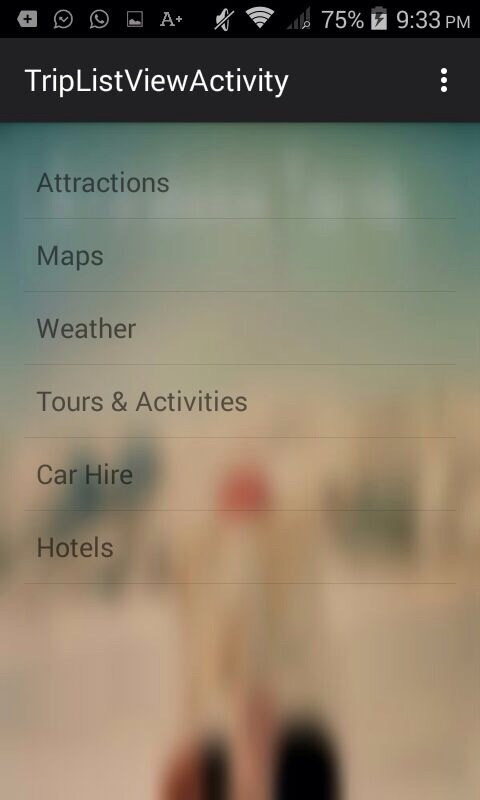 A+ 75% 9:33 PM
TripListViewActivity
Attractions
Maps
Weather
Tours & Activities
Car Hire
Hotels